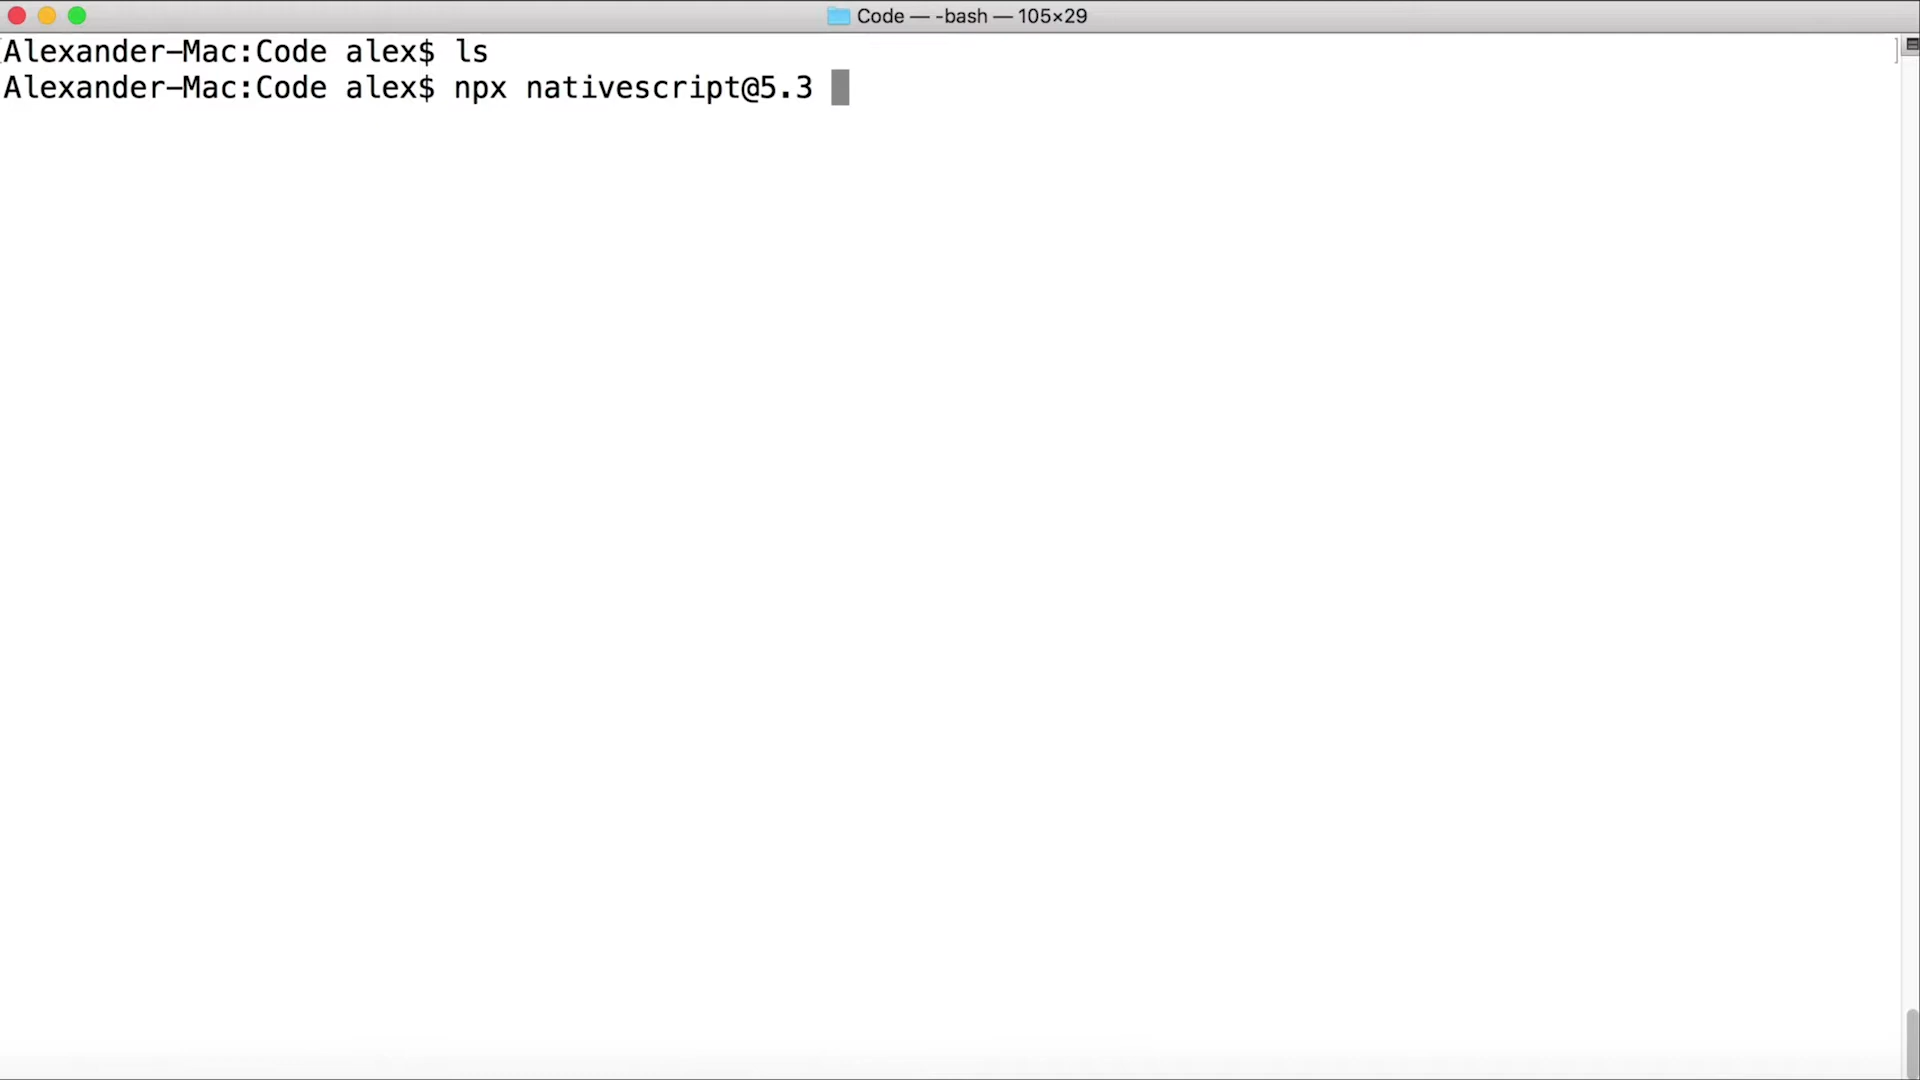 Code — -bash — 105×29
Alexander-Mac:Code alex$ ls
Alexander-Mac:Code alex$ npx nativescript@5.3